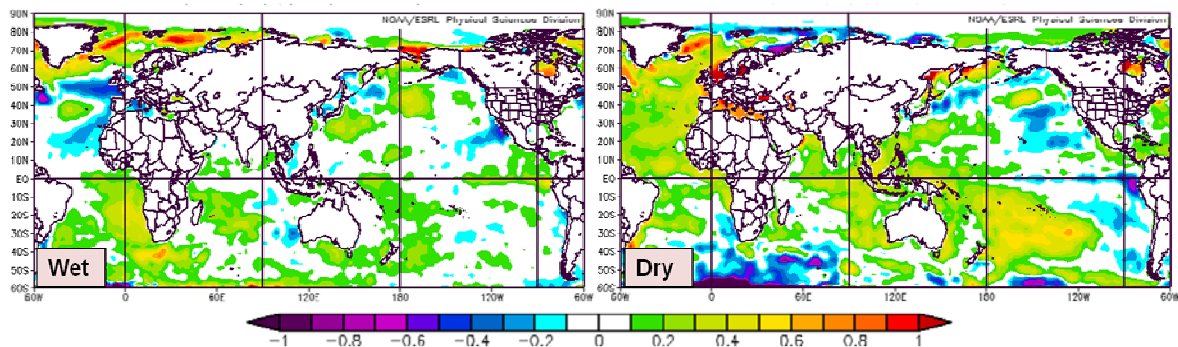 NOAA/ESRL Physical Sciences Division
90N
80N
70N
60N
50N
40N
30N
20N
10N
EQ
10S
20S
30S
40S
50S
60S
Wet
60W 0 60E 120E 180 120W 60W
NOAA/ESRL Physical Sciences Division
90N
80N
70N
60N
50N
40N
30N
20N
10N
EQ
10S
20S
30S
40S
50S
60S
Dry
60W 0 60E 120E 180 120W 60W
−1 −0.8 −0.6 −0.4 −0.2 0 0.2 0.4 0.6 0.8 1